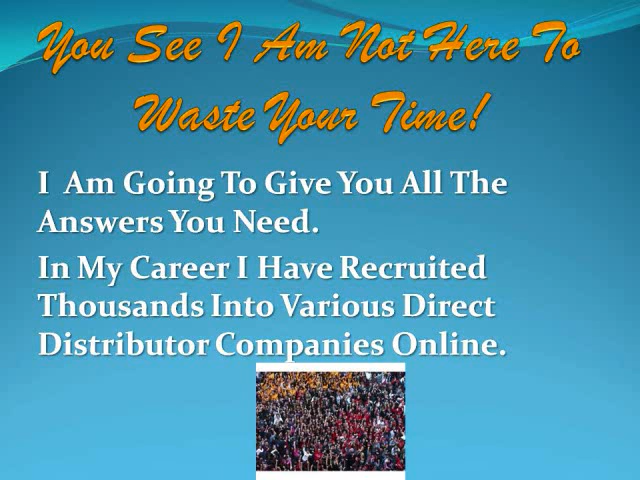 You See I Am Not Here To
Waste Your Time!
I Am Going To Give You All The
Answers You Need.
In My Career I Have Recruited
Thousands Into Various Direct
Distributor Companies Online.